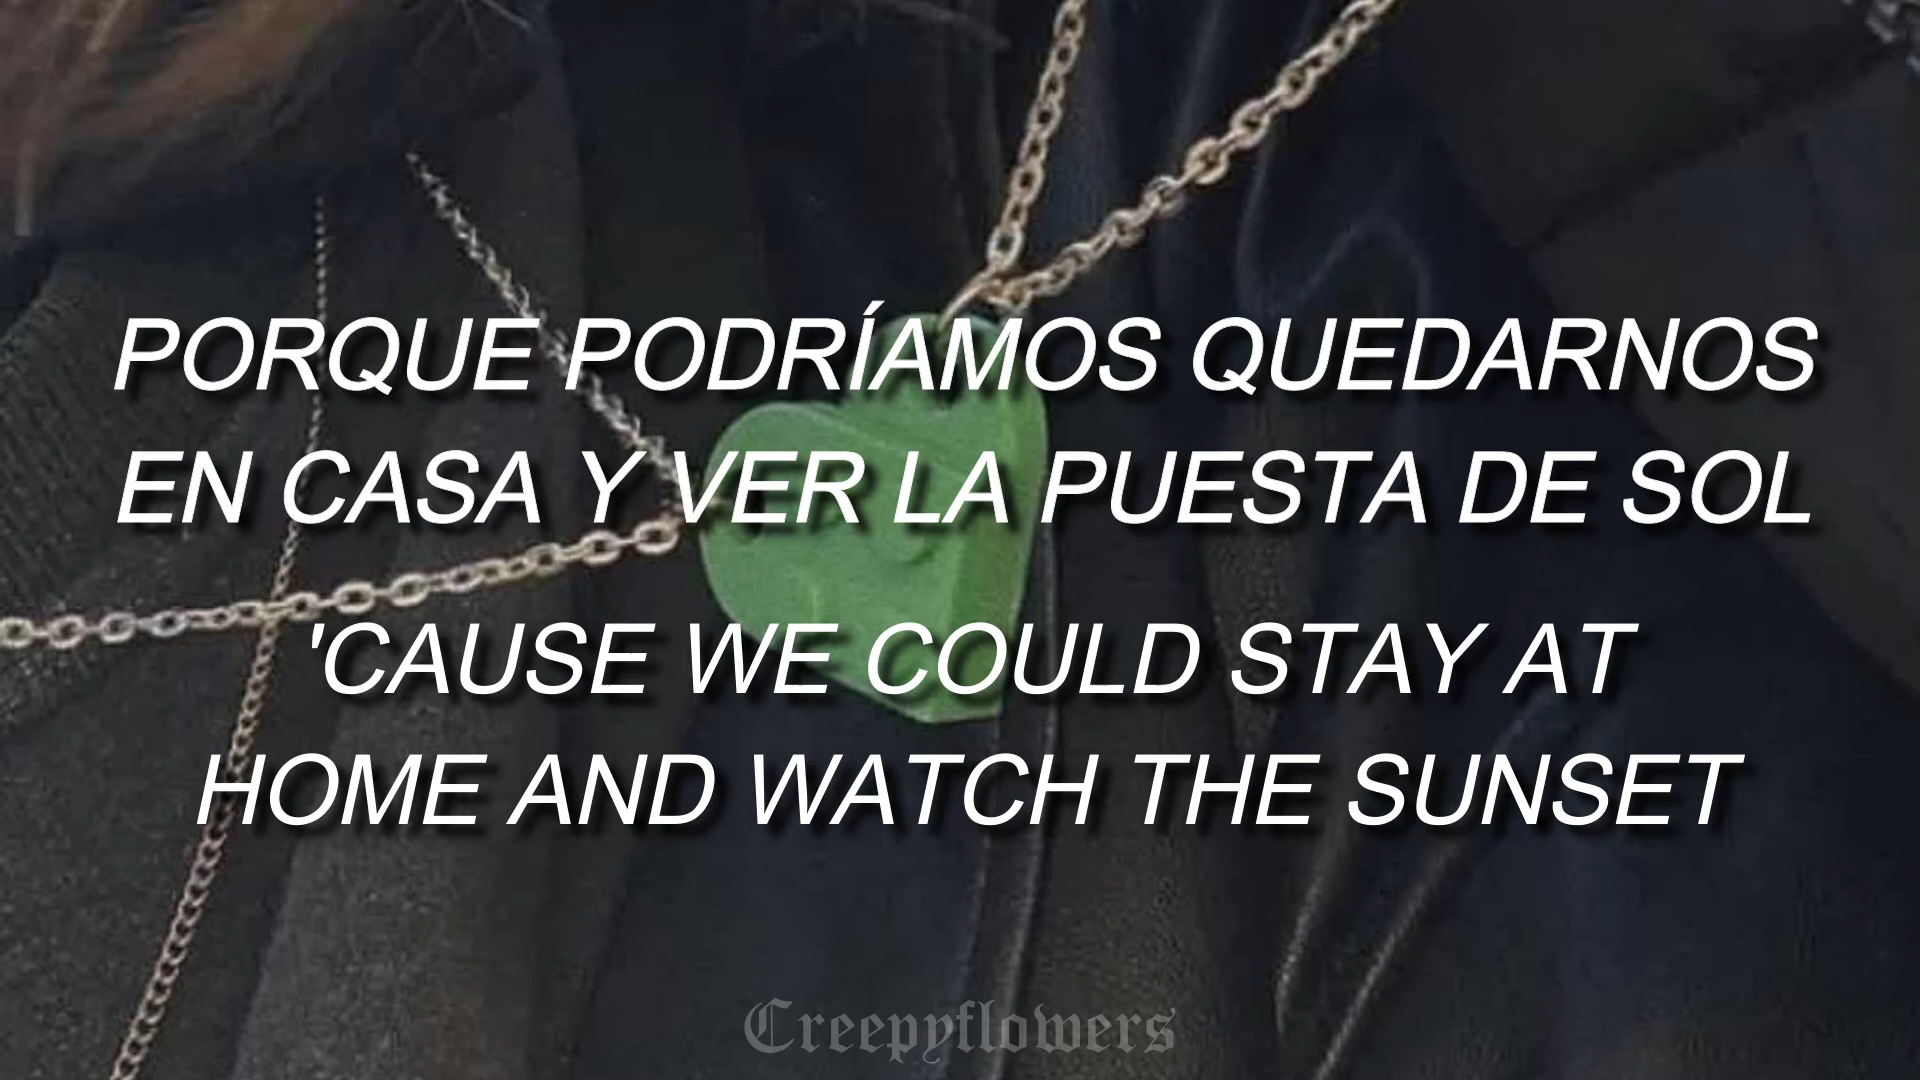 PORQUE PODRÍAMOS QUEDARNOS
EN CASA Y VER LA PUESTA DE SOL
'CAUSE WE COULD STAY AT
HOME AND WATCH THE SUNSET
Creepyflowers